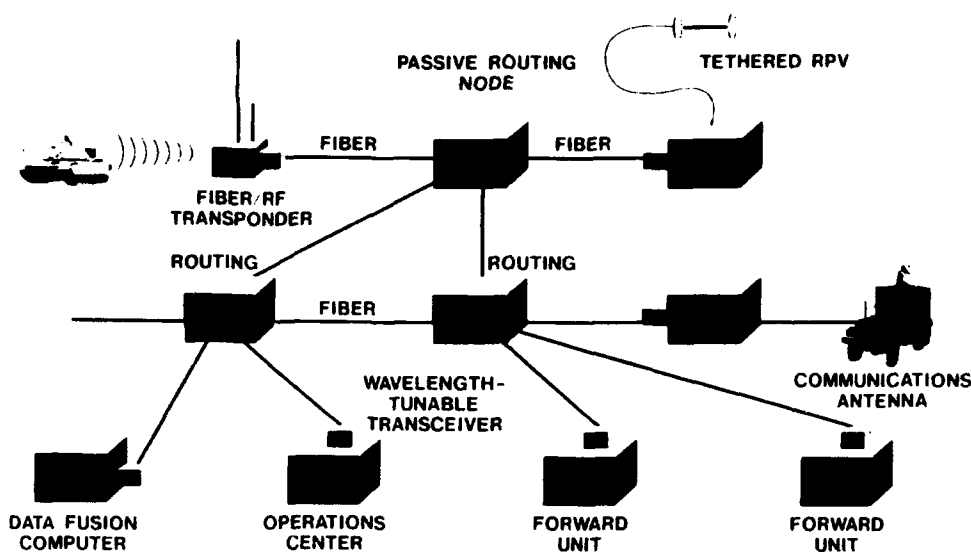 PASSIVE ROUTING
NODE
TETHERED RPV
FIBER
FIBER
FIBER/RF
TRANSPONDER
ROUTING
ROUTING
FIBER
WAVELENGTH-
TUNABLE
TRANSCEIVER
COMMUNICATIONS
ANTENNA
DATA FUSION
COMPUTER
OPERATIONS
CENTER
FORWARD
UNIT
FORWARD
UNIT